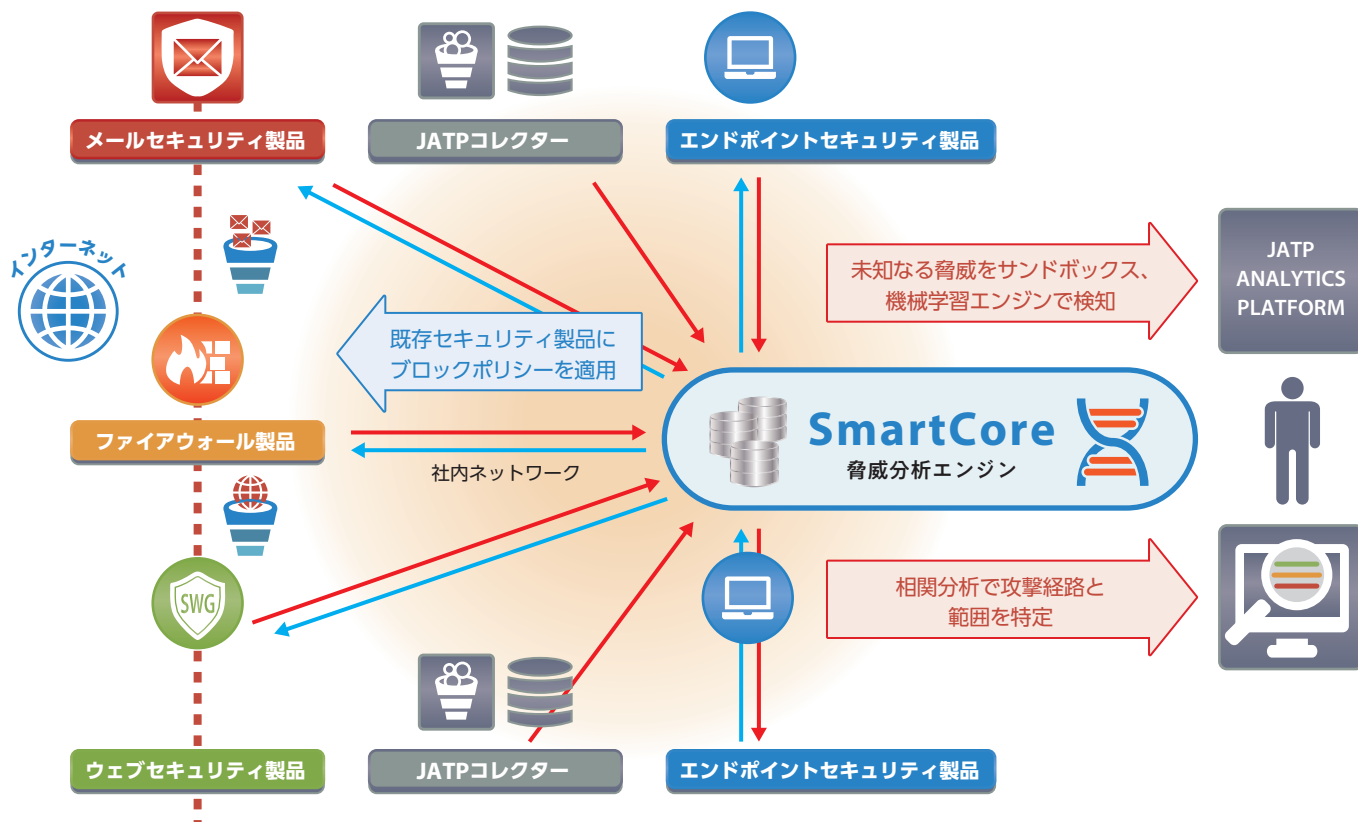 メールセキュリティ製品
JATPコレクター
エンドポイントセキュリティ製品
インターネット
未知なる脅威をサンドボックス、
機械学習エンジンで検知
JATP
ANALYTICS
PLATFORM
既存セキュリティ製品に
ブロックポリシーを適用
ファイアウォール製品
社内ネットワーク
SmartCore
脅威分析エンジン
SWG
相関分析で攻撃経路と
範囲を特定
ウェブセキュリティ製品
JATPコレクター
エンドポイントセキュリティ製品